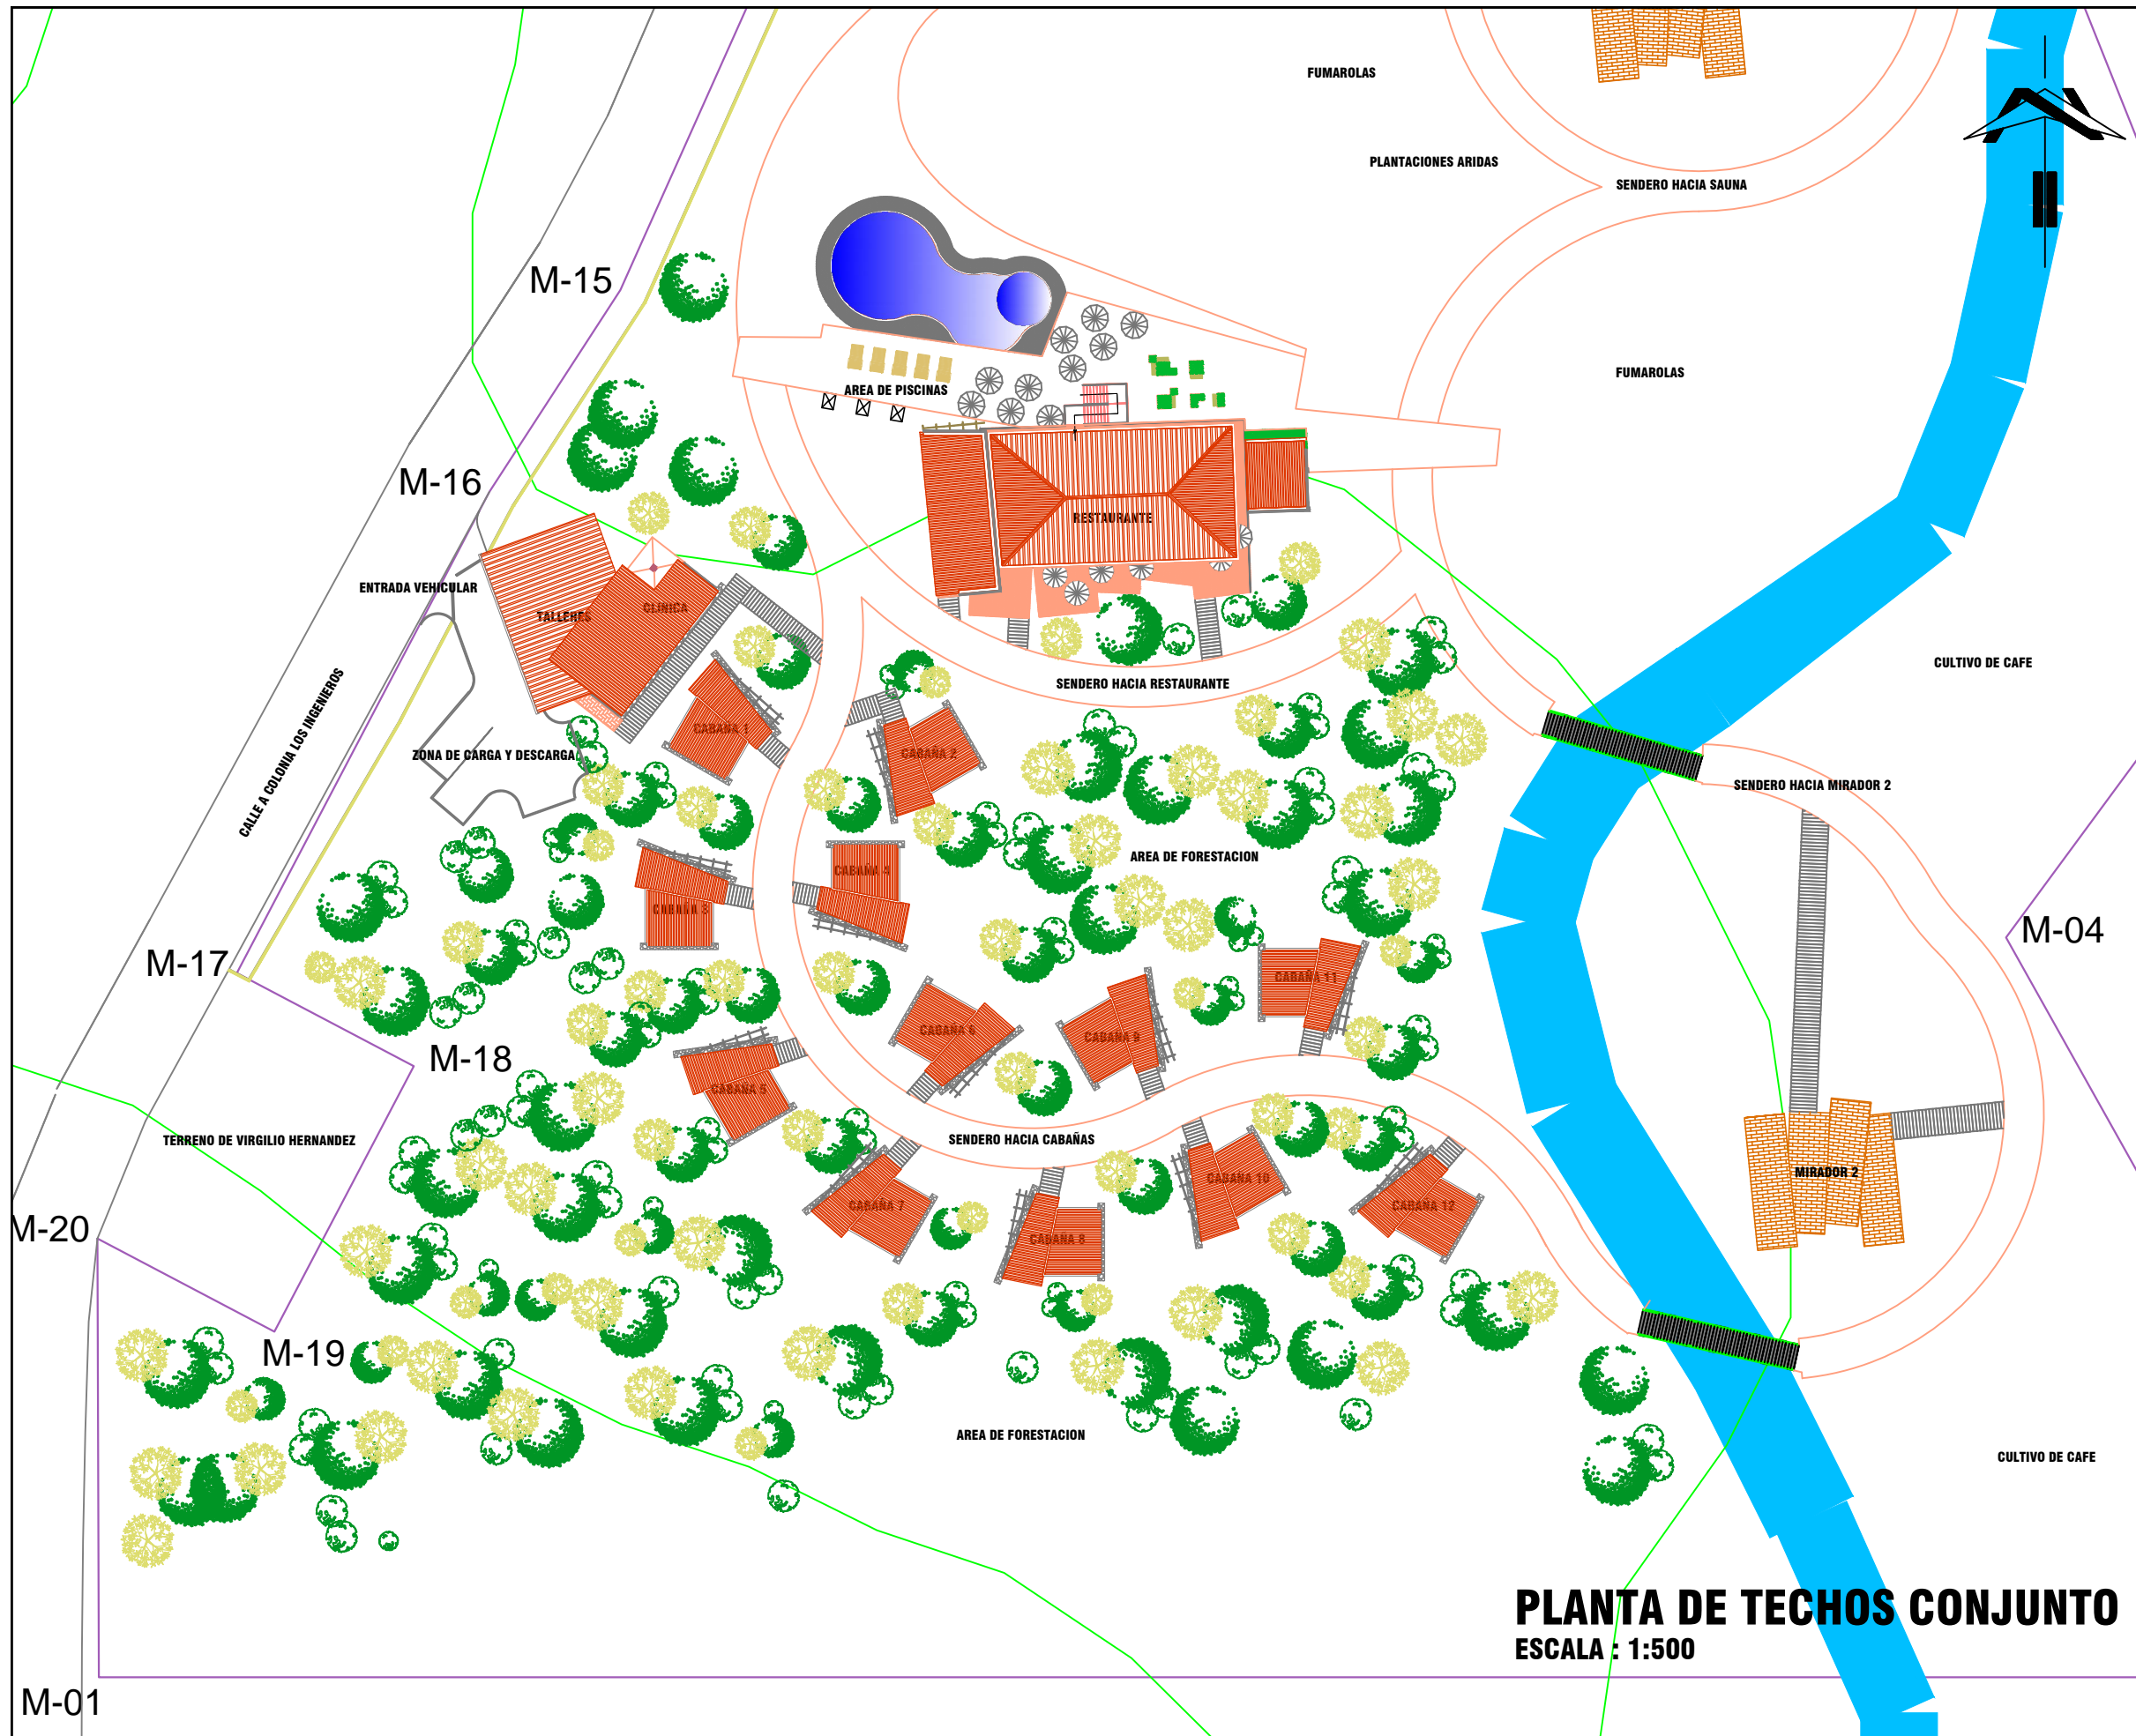 FUMAROLAS
PLANTACIONES ARIDAS
SENDERO HACIA SAUNA
M-15
FUMAROLAS
AREA DE PISCINAS
M-16
RESTAURANTE
ENTRADA VEHICULAR
TALLERES
CLINICA
CULTIVO DE CAFE
SENDERO HACIA RESTAURANTE
CALLE A COLONIA LOS INGENIEROS
CABAÑA 1
CABAÑA 2
ZONA DE CARGA Y DESCARGA
SENDERO HACIA MIRADOR 2
AREA DE FORESTACION
CABAÑA 4
CABAÑA 3
M-04
M-17
CABAÑA 11
CABAÑA 6
CABAÑA 9
M-18
CABAÑA 5
TERRENO DE VIRGILIO HERNANDEZ
SENDERO HACIA CABAÑAS
MIRADOR 2
CABAÑA 10
CABAÑA 7
CABAÑA 12
M-20
CABAÑA 8
M-19
AREA DE FORESTACION
CULTIVO DE CAFE
PLANTA DE TECHOS CONJUNTO
ESCALA : 1:500
M-01